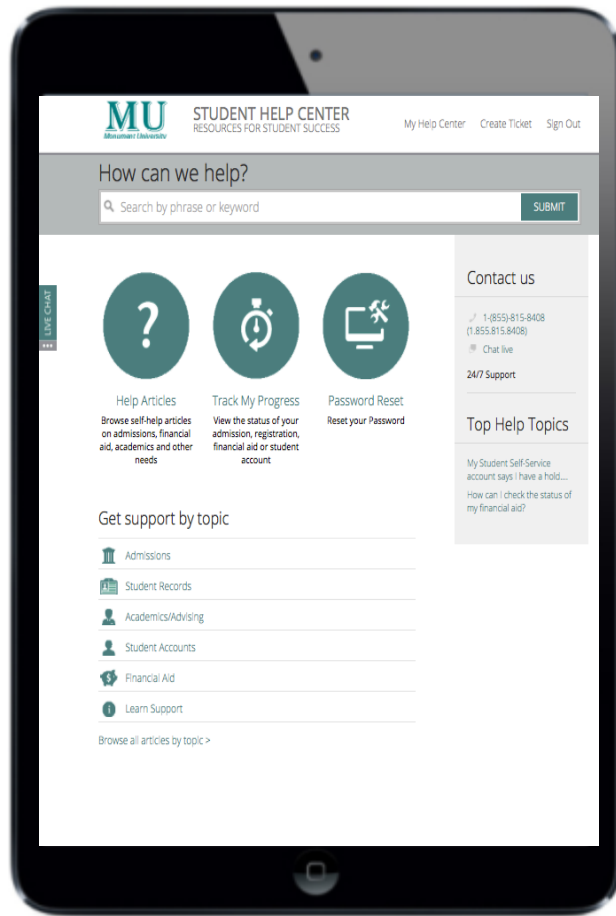 MU
Monument University
STUDENT HELP CENTER
RESOURCES FOR STUDENT SUCCESS
My Help Center
Create Ticket
Sign Out
How can we help?
Search by phrase or keyword
SUBMIT
LIVE CHAT
Help Articles
Browse self-help articles
on admissions, financial
aid, academics and other
needs
Track My Progress
View the status of your
admission, registration,
financial aid or student
account
Password Reset
Reset your Password
Contact us
1-(855)-815-8408
(1.855.815.8408)
Chat live
24/7 Support
Top Help Topics
My Student Self-Service
account says I have a hold...
How can I check the status of
my financial aid?
Get support by topic
Admissions
Student Records
Academics/Advising
Student Accounts
Financial Aid
Learn Support
Browse all articles by topic >